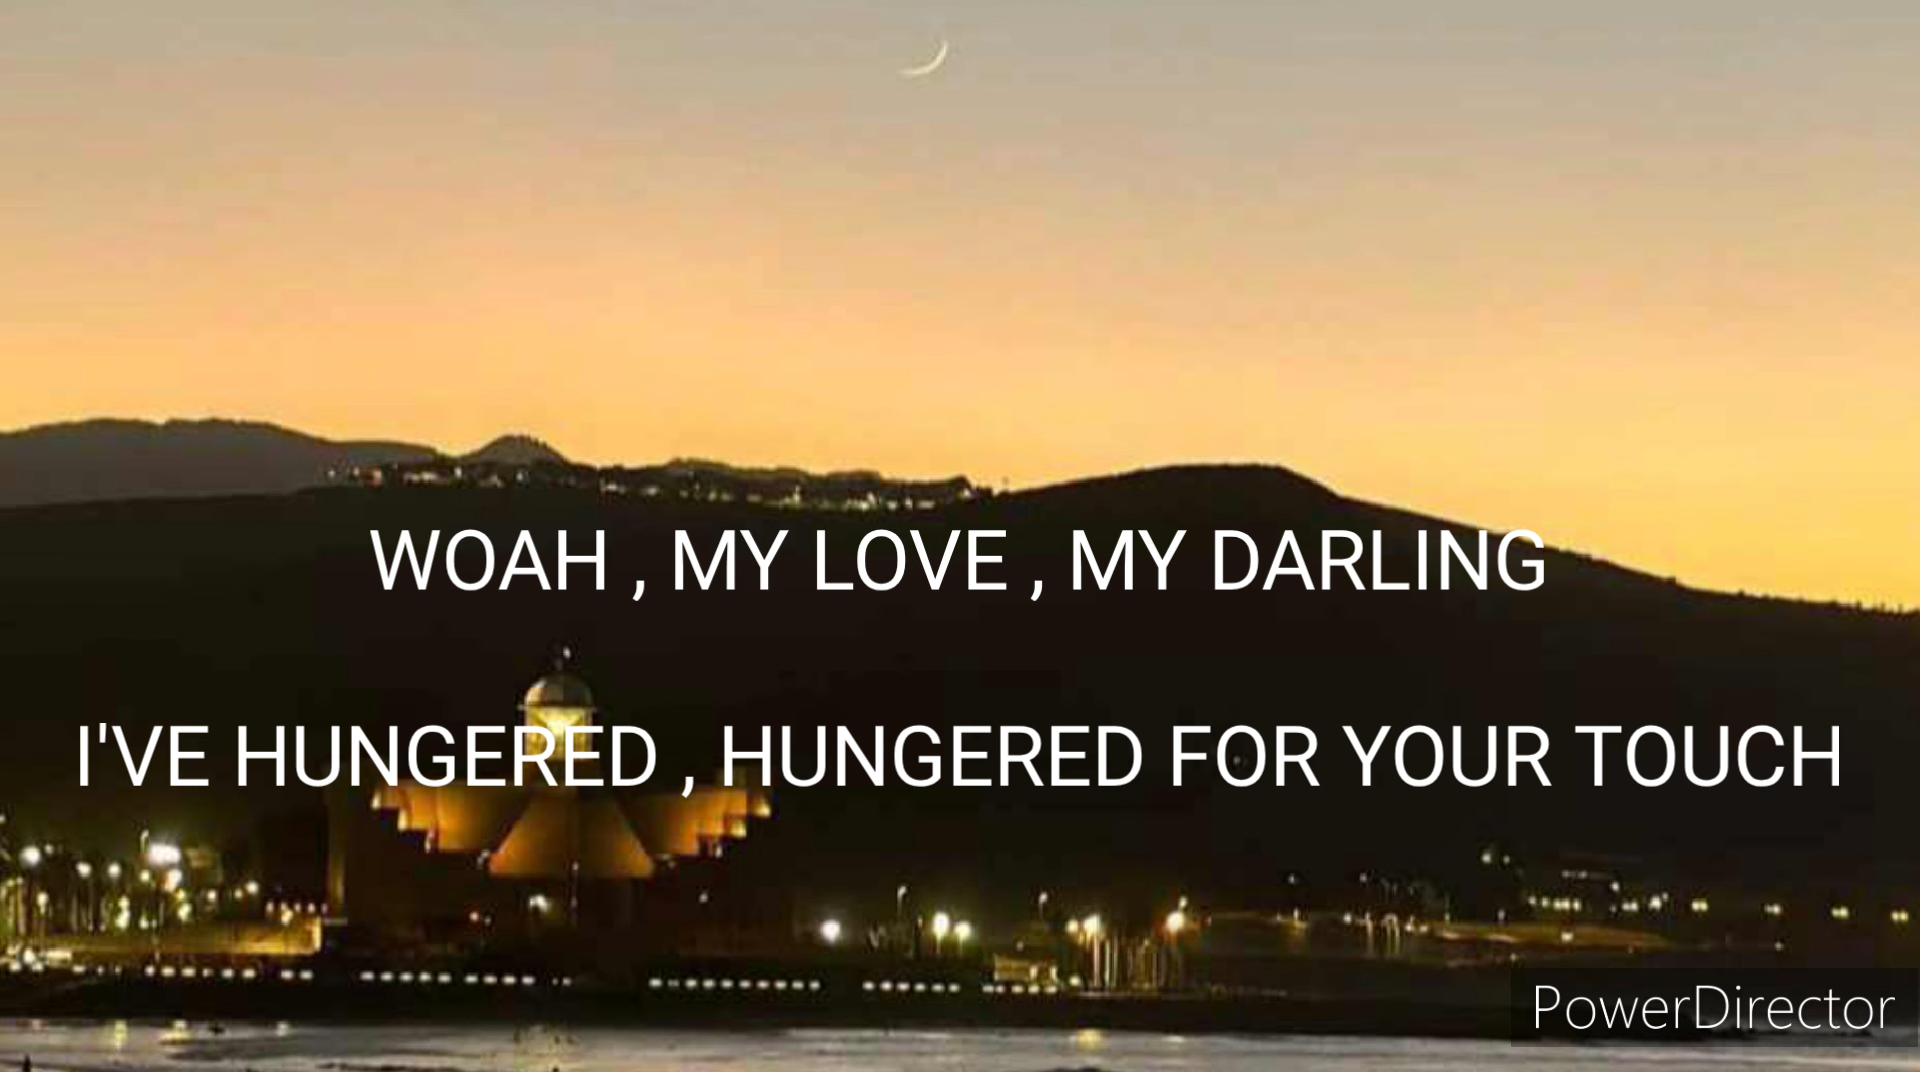 WOAH , MY LOVE , MY DARLING
I'VE HUNGERED , HUNGERED FOR YOUR TOUCH
PowerDirector